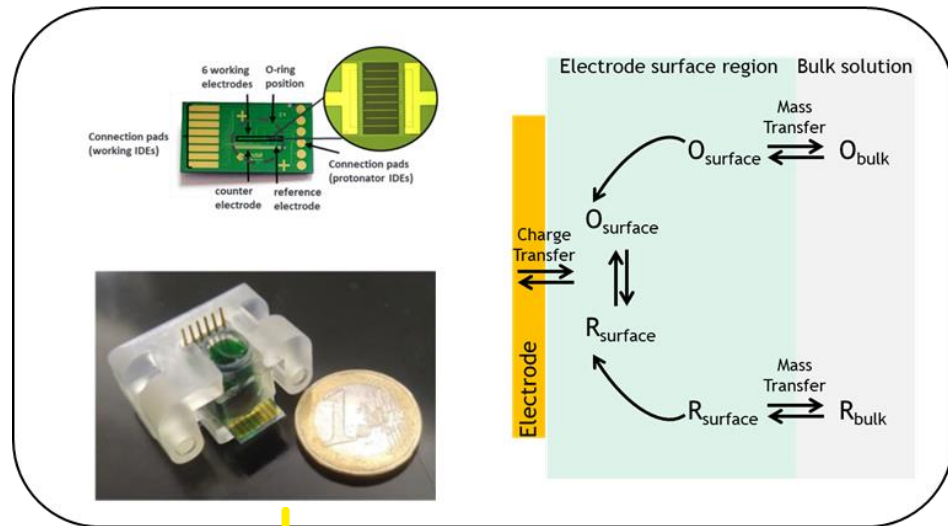 6 working
electrodes
O-ring
position
Connection pads
(working IDEs)
Connection pads
(protonator IDEs)
counter
electrode
reference
electrode
Electrode surface region
Bulk solution
Mass
Transfer
Osurface
Obulk
Osurface
Charge
Transfer
Rsurface
Electrode
Mass
Transfer
Rsurface
Rbulk
1